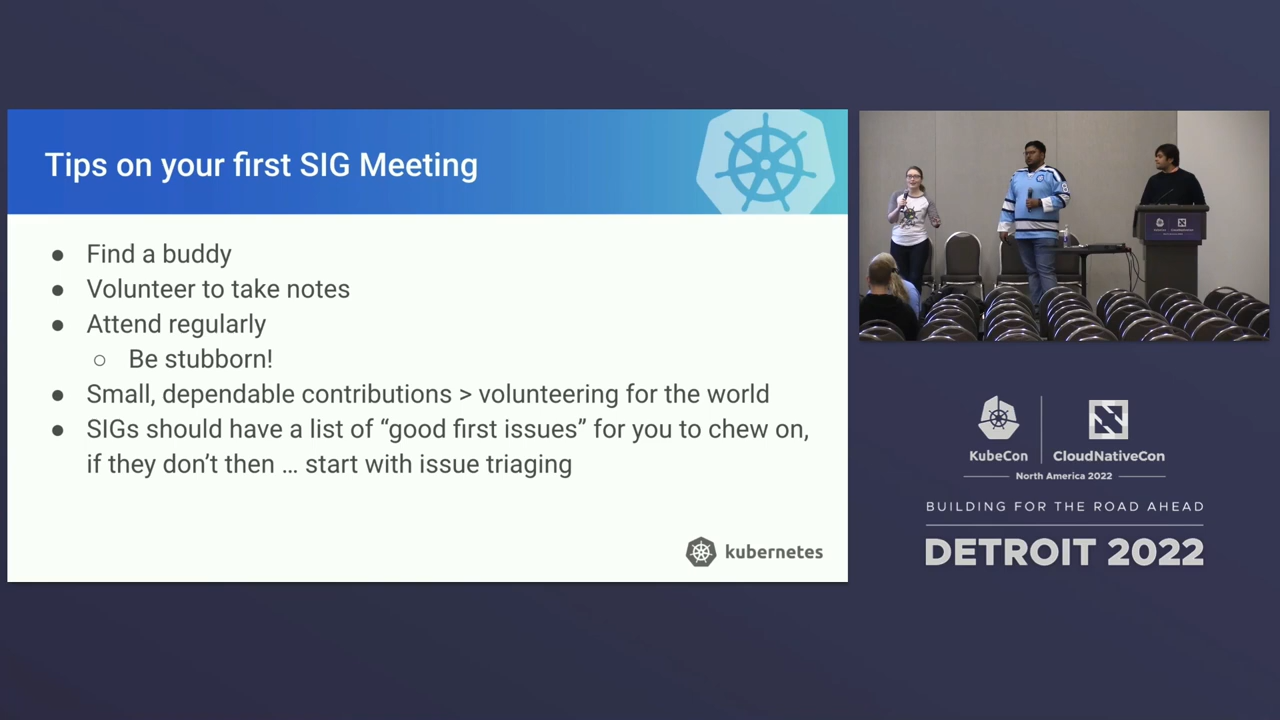 Tips on your first SIG Meeting
● Find a buddy
● Volunteer to take notes
● Attend regularly
○ Be stubborn!
● Small, dependable contributions > volunteering for the world
● SIGs should have a list of “good first issues” for you to chew on,
if they don’t then … start with issue triaging
kubernetes
KubeCon
CloudNativeCon
North America 2022
BUILDING FOR THE ROAD AHEAD
DETROIT 2022